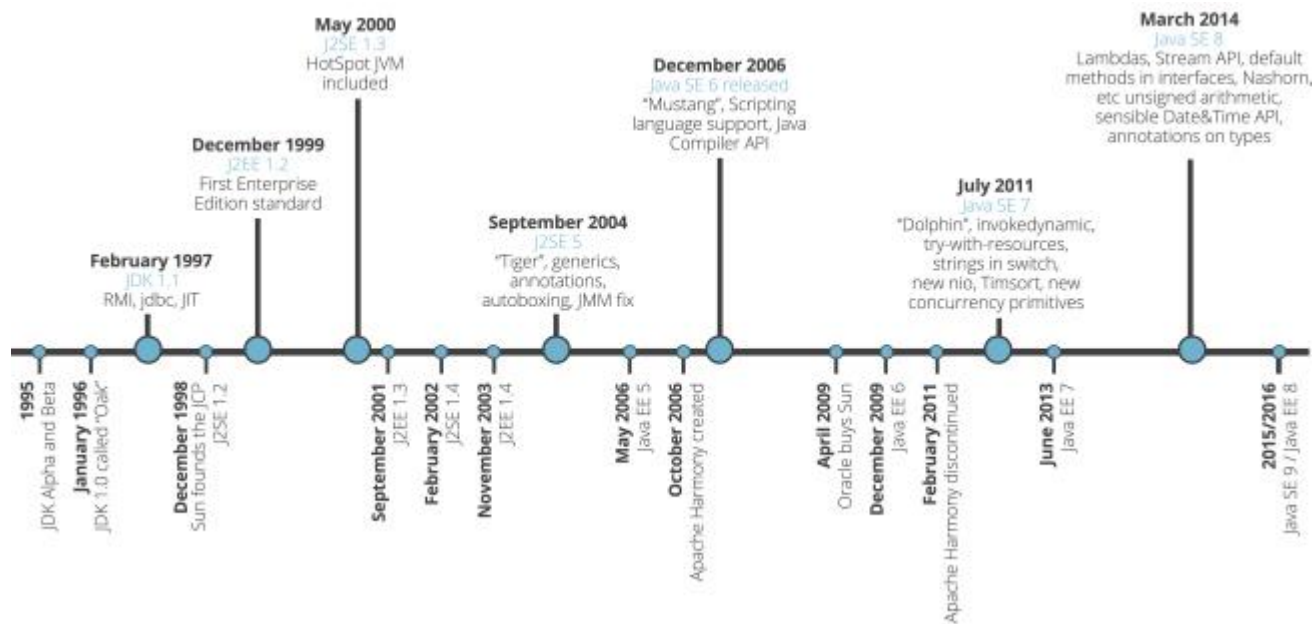 May 2000
J2SE 1.3
HotSpot JVM
included
March 2014
Java SE 8
Lambdas, Stream API, default
methods in interfaces, Nashorn,
etc unsigned arithmetic,
sensible Date&Time API,
annotations on types
December 2006
Java SE 6 released
"Mustang", Scripting
language support, Java
Compiler API
December 1999
J2EE 1.2
First Enterprise
Edition standard
July 2011
Java SE 7
"Dolphin", invokedynamic,
try-with-resources,
strings in switch,
new nio, Timsort, new
concurrency primitives
September 2004
J2SE 5
"Tiger", generics,
annotations,
autoboxing, JMM fix
February 1997
JDK 1.1
RMI, jdbc, JIT
1995
JDK Alpha and Beta
January 1996
JDK 1.0 called "Oak"
December 1998
Sun founds the JCP
J2SE 1.2
September 2001
J2EE 1.3
February 2002
J2SE 1.4
November 2003
J2EE 1.4
May 2006
Java EE 5
October 2006
Apache Harmony created
April 2009
Oracle buys Sun
December 2009
Java EE 6
February 2011
Apache Harmony discontinued
June 2013
Java EE 7
2015/2016
Java SE 9 / Java EE 8